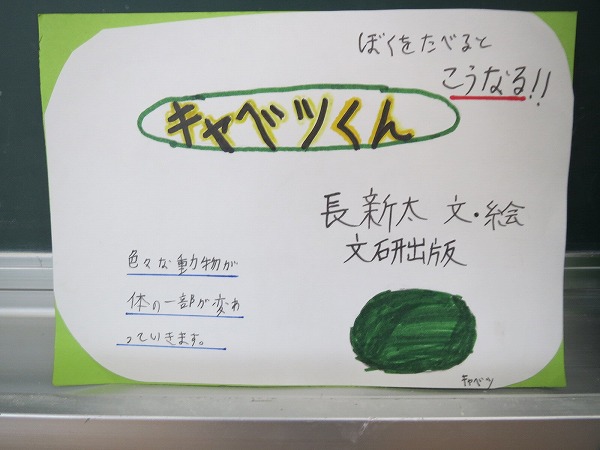 ぼくをたべると
こうなる!!
キャベツくん
長新太 文・絵
文研出版
色々な動物が
体の一部が変わ
っていきます。
キャベツ